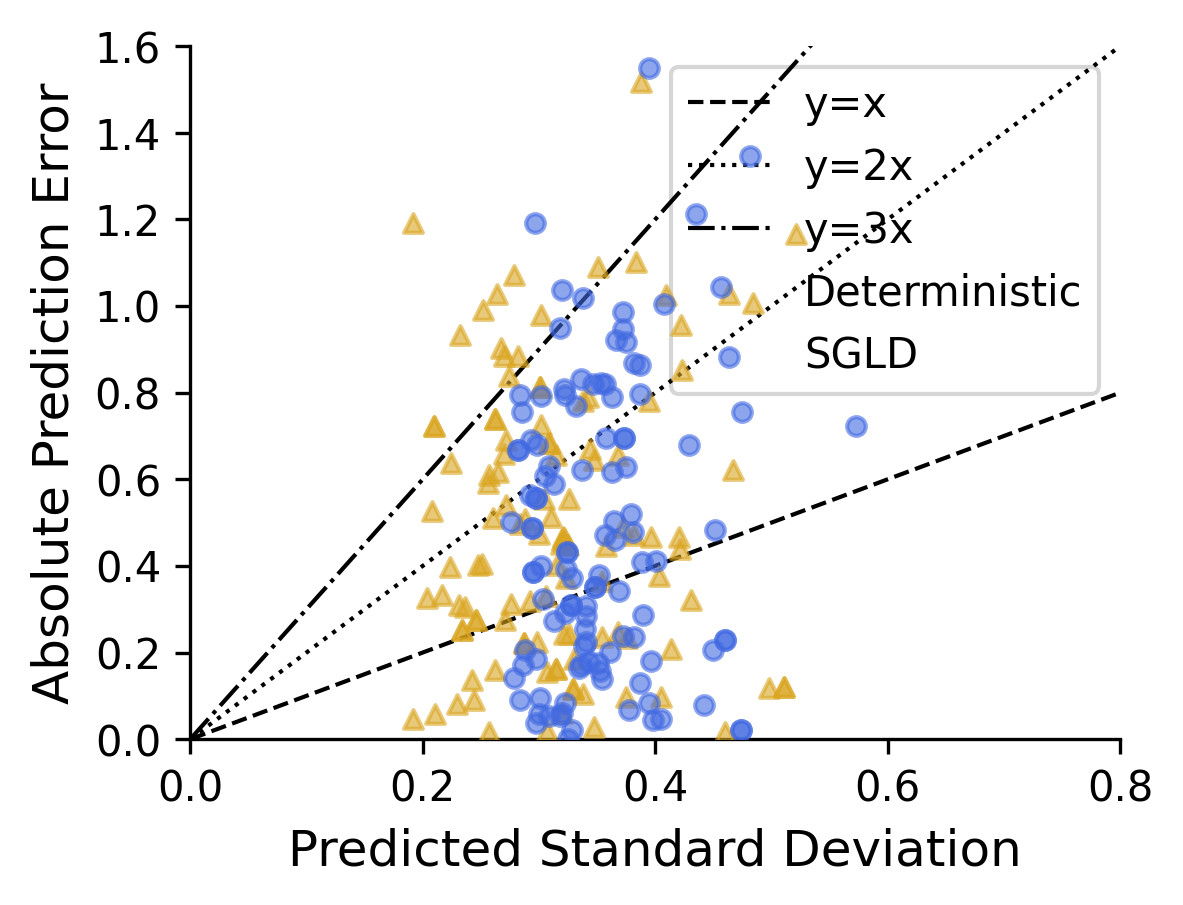 1.6
1.4
1.2
1.0
0.8
0.6
0.4
0.2
0.0
Absolute Prediction Error
y=x
y=2x
y=3x
Deterministic
SGLD
0.0 0.2 0.4 0.6 0.8
Predicted Standard Deviation